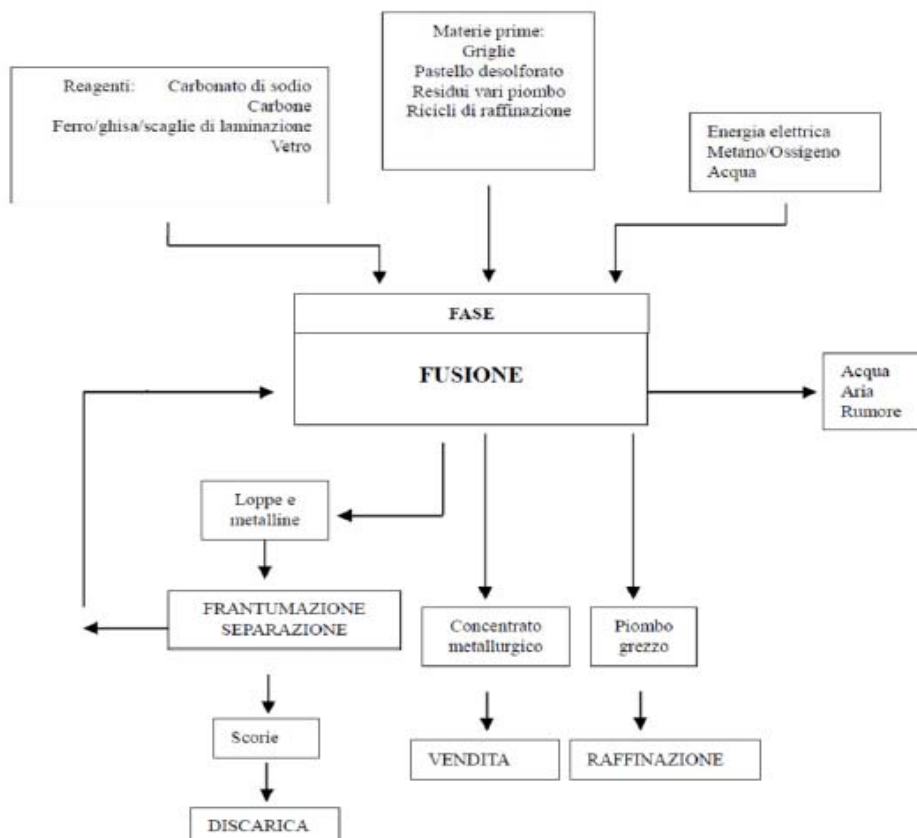 Materie prime:
Griglie
Pastello desolforato
Residui vari piombo
Ricicli di raffinazione
Reagenti: Carbonato di sodio
Carbone
Ferro/ghisa/scaglie di laminazione
Vetro
Energia elettrica
Metano/Ossigeno
Acqua
FASE
FUSIONE
Acqua
Aria
Rumore
Loppe e
metalline
FRANTUMAZIONE
SEPARAZIONE
Concentrato
metallurgico
Piombo
grezzo
Scorie
VENDITA
RAFFINAZIONE
DISCARICA